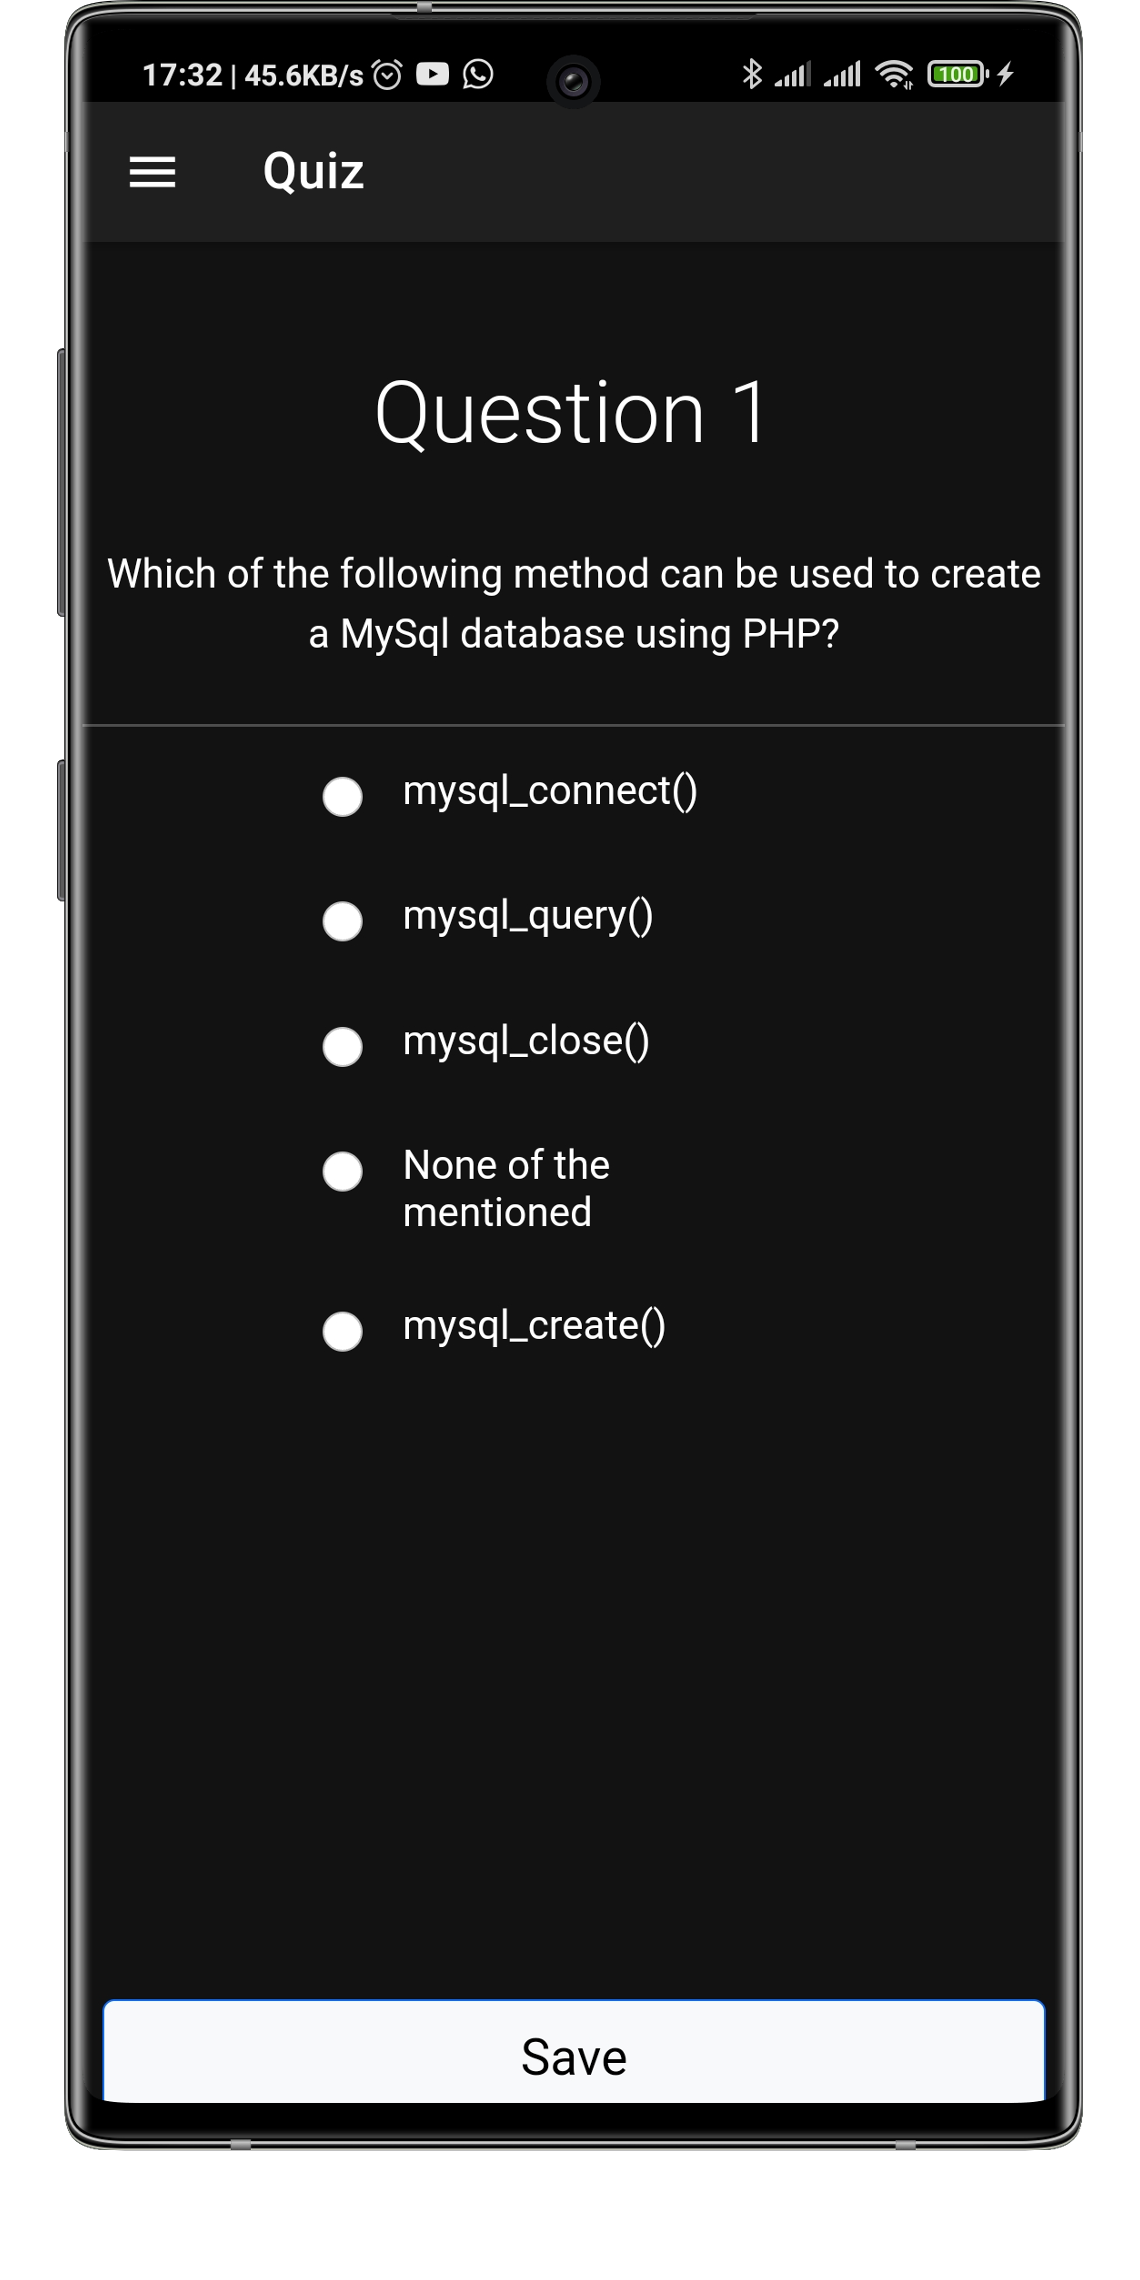 17:32 | 45.6KB/s 100
Quiz
Question 1
Which of the following method can be used to create
a MySql database using PHP?
mysql_connect()
mysql_query()
mysql_close()
None of the
mentioned
mysql_create()
Save